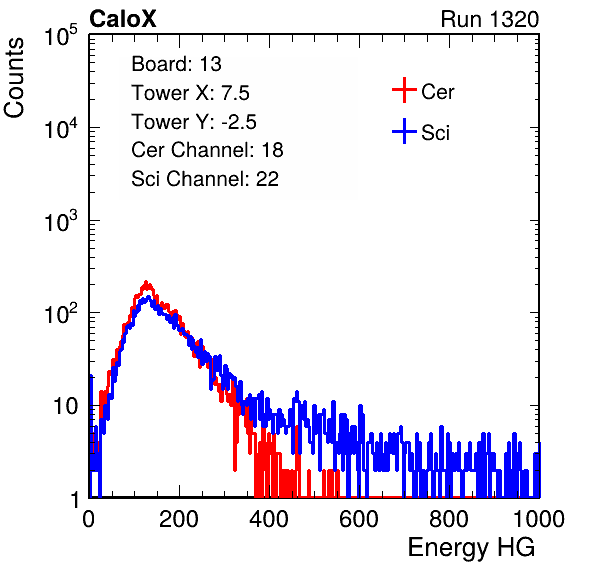 CaloX Run 1320
Counts
Board: 13
Tower X: 7.5
Tower Y: -2.5
Cer Channel: 18
Sci Channel: 22
Cer
Sci
10^5
10^4
10^3
10^2
10
1
0 200 400 600 800 1000
Energy HG